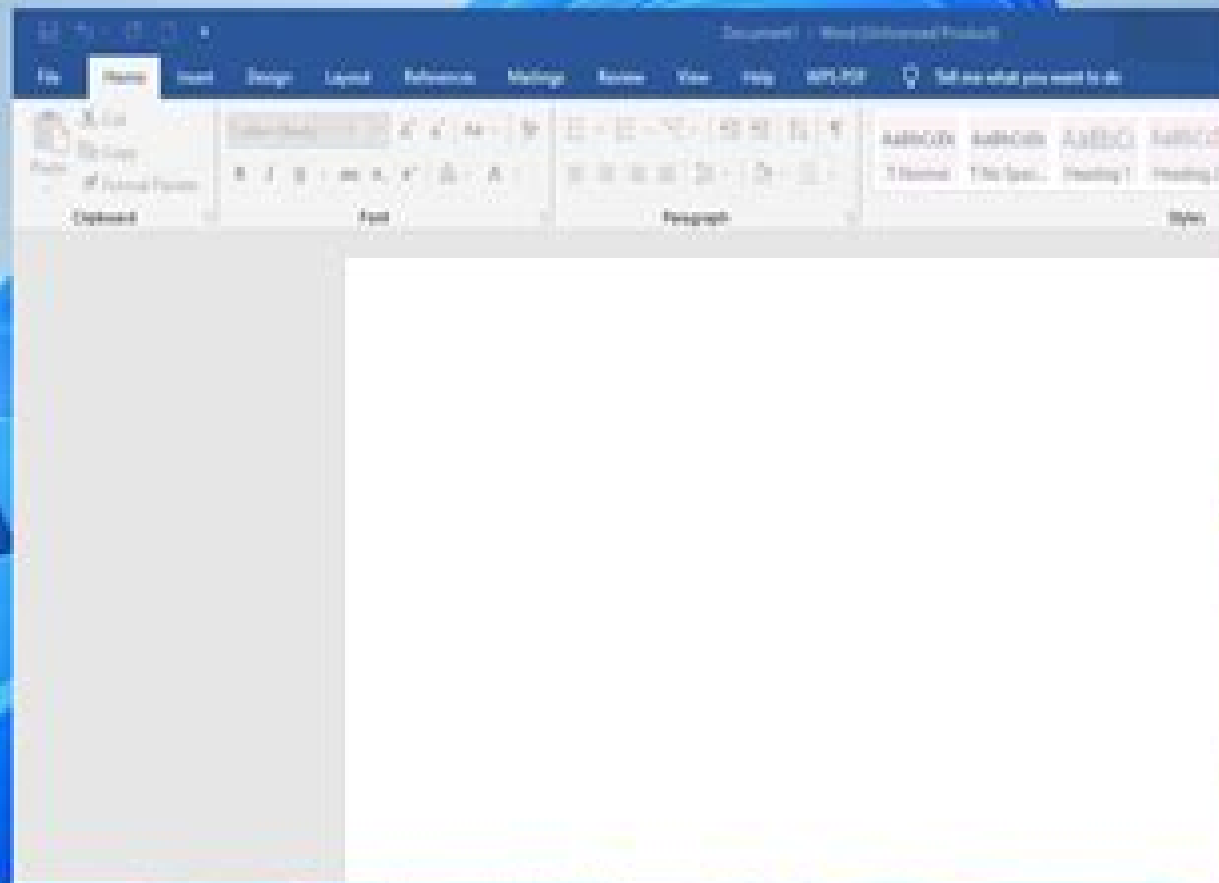 Document1 - Word (Unlicensed Product)
File Home Insert Design Layout References Mailings Review View Help WPS PDF Tell me what you want to do
Cut
Copy
Paste
Format Painter
AaBbCcDc AaBbCcDc AaBbCc AaBbCc
¶ Normal ¶ No Spac... Heading 1 Heading
Clipboard Font Paragraph Styles